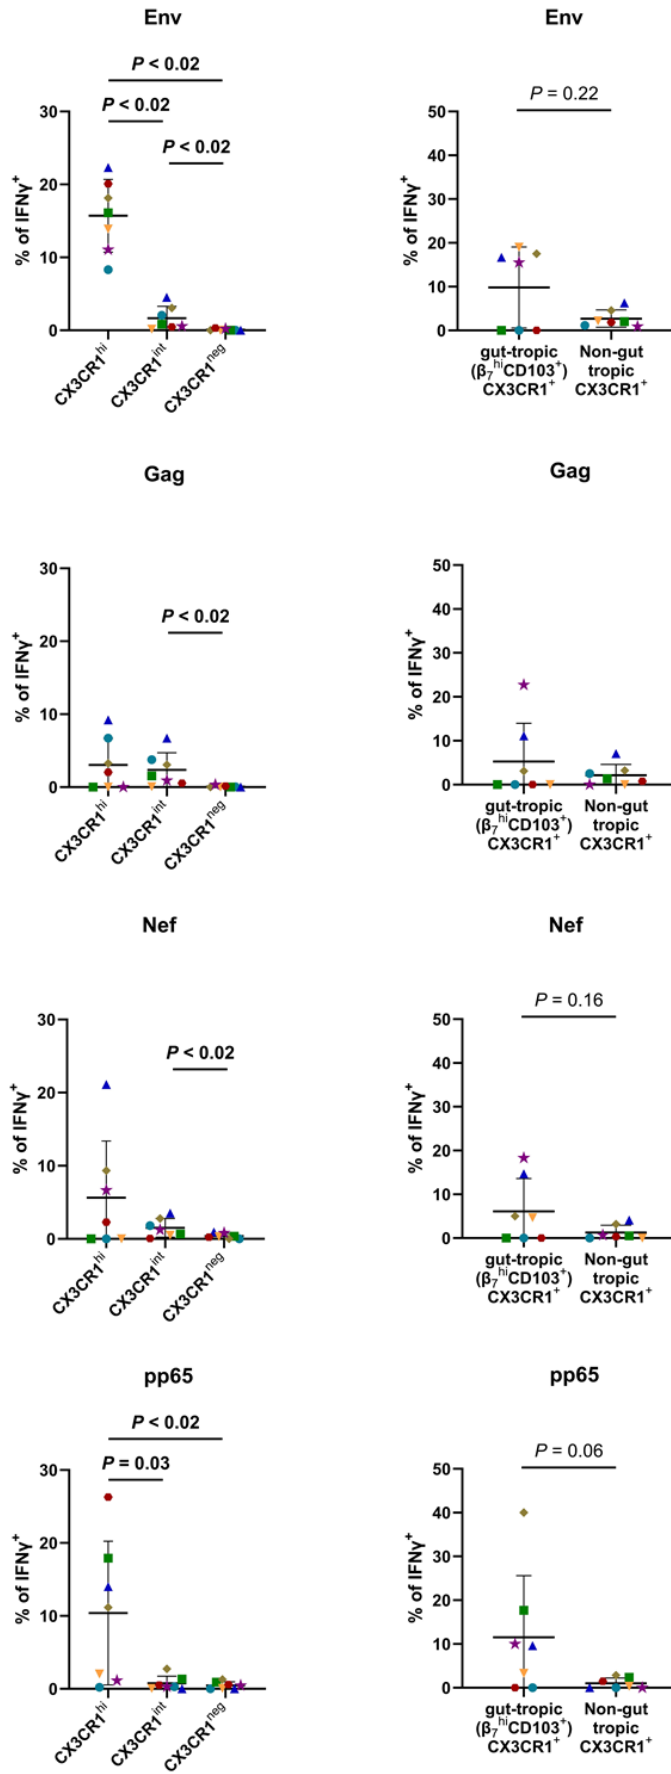 Env
P < 0.02
P < 0.02
P < 0.02
30
20
10
0
% of IFNγ+
CX3CR1hi
CX3CR1int
CX3CR1neg
Env
P = 0.22
50
40
30
20
10
0
% of IFNγ+
gut-tropic
(β7hiCD103+)
CX3CR1+
Non-gut
tropic
CX3CR1+
Gag
P < 0.02
30
20
10
0
% of IFNγ+
CX3CR1hi
CX3CR1int
CX3CR1neg
Gag
50
40
30
20
10
0
% of IFNγ+
gut-tropic
(β7hiCD103+)
CX3CR1+
Non-gut
tropic
CX3CR1+
Nef
P < 0.02
30
20
10
0
% of IFNγ+
CX3CR1hi
CX3CR1int
CX3CR1neg
Nef
P = 0.16
50
40
30
20
10
0
% of IFNγ+
gut-tropic
(β7hiCD103+)
CX3CR1+
Non-gut
tropic
CX3CR1+
pp65
P < 0.02
P = 0.03
30
20
10
0
% of IFNγ+
CX3CR1hi
CX3CR1int
CX3CR1neg
pp65
P = 0.06
50
40
30
20
10
0
% of IFNγ+
gut-tropic
(β7hiCD103+)
CX3CR1+
Non-gut
tropic
CX3CR1+